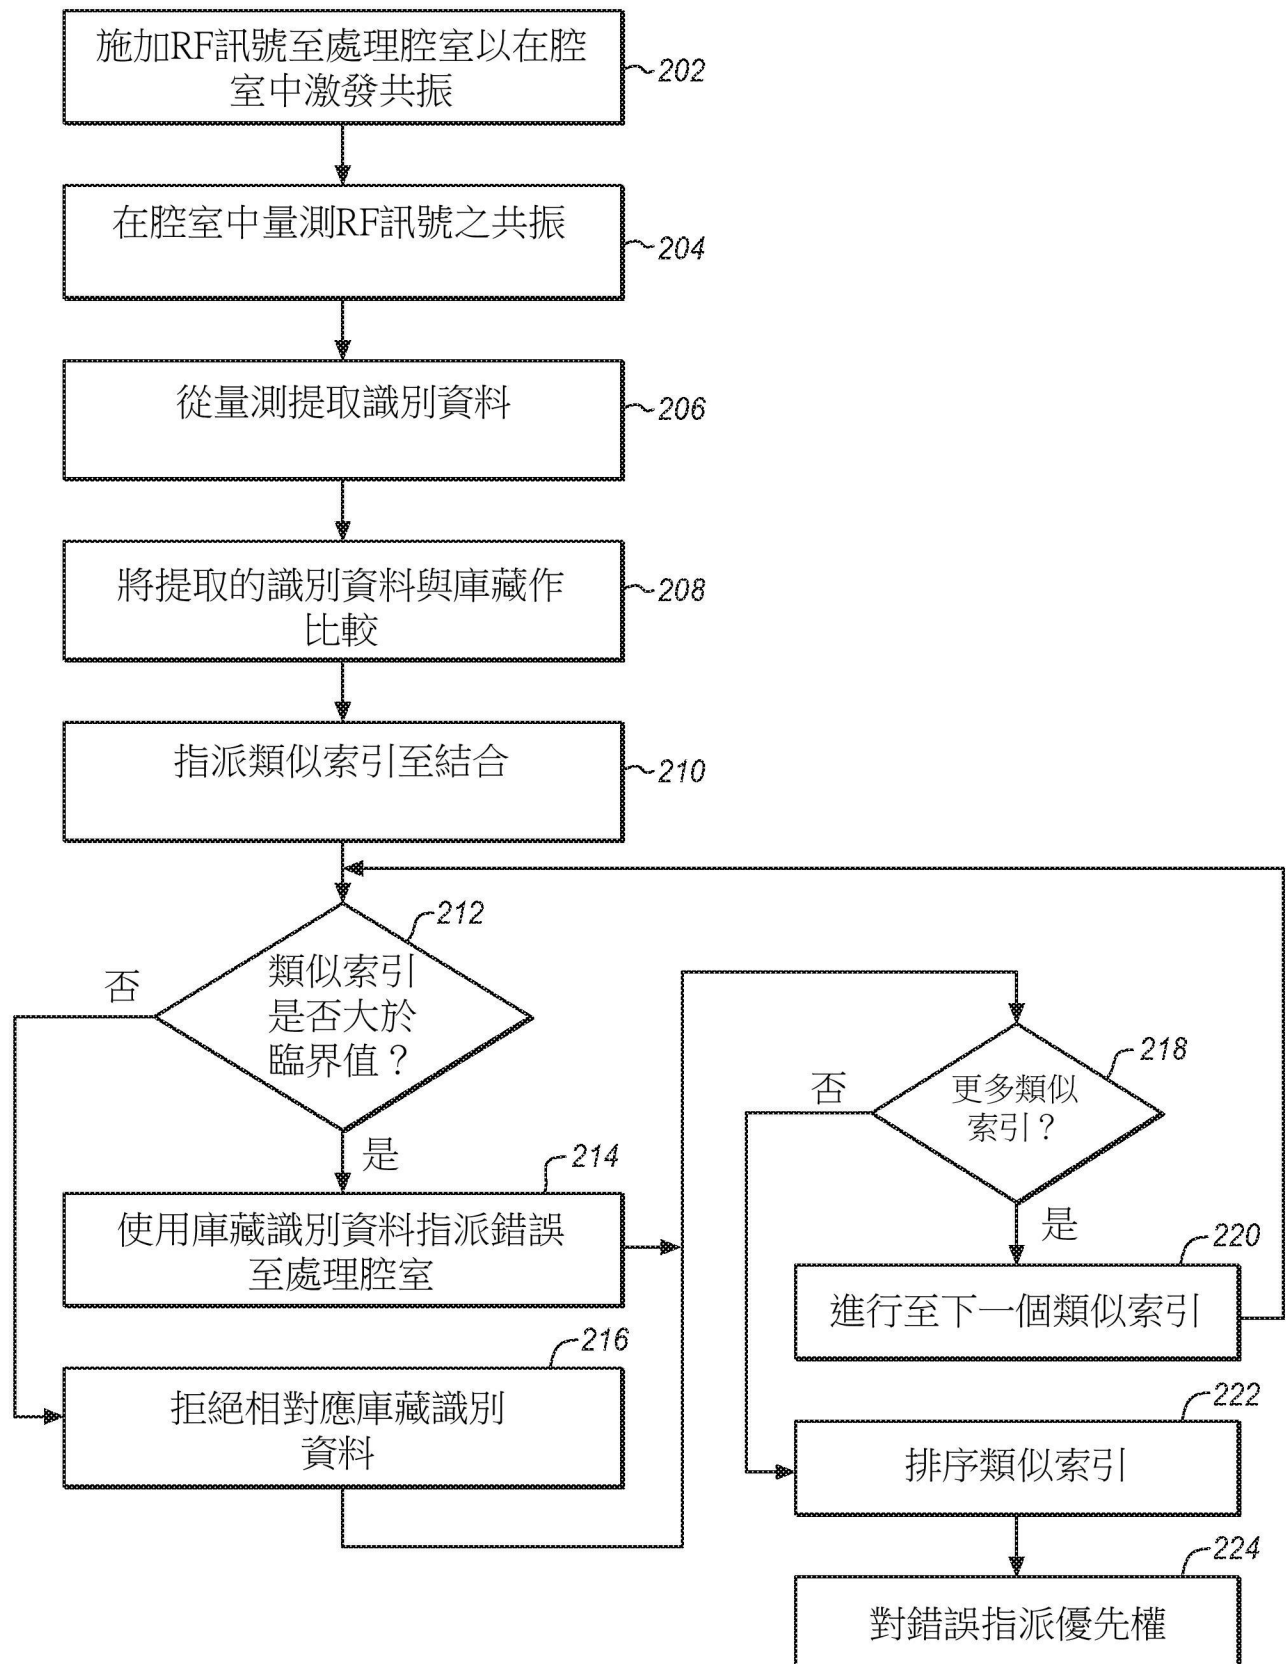 施加RF訊號至處理腔室以在腔
室中激發共振
202
在腔室中量測RF訊號之共振
204
從量測提取識別資料
206
將提取的識別資料與庫藏作
比較
208
指派類似索引至結合
210
212
類似索引
是否大於
臨界值？
否
是
214
使用庫藏識別資料指派錯誤
至處理腔室
216
拒絕相對應庫藏識別
資料
218
更多類似
索引？
否
是
220
進行至下一個類似索引
222
排序類似索引
224
對錯誤指派優先權